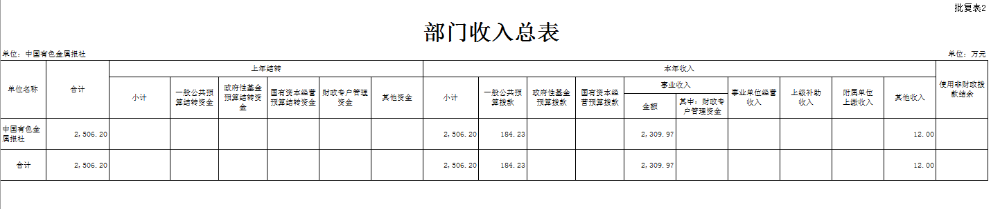 批复表2
部门收入总表
单位：中国有色金属报社 单位：万元
单位名称 合计 上年结转 本年收入 使用非财政拨款结余
小计 一般公共预算结转资金 政府性基金预算结转资金 国有资本经营预算结转资金 财政专户管理资金 其他资金 小计 一般公共预算拨款 政府性基金预算拨款 国有资本经营预算拨款 事业收入 事业单位经营收入 上级补助收入 附属单位上缴收入 其他收入
金额 其中：财政专户管理资金
中国有色金属报社 2,506.20 2,506.20 184.23 2,309.97 12.00
合计 2,506.20 2,506.20 184.23 2,309.97 12.00